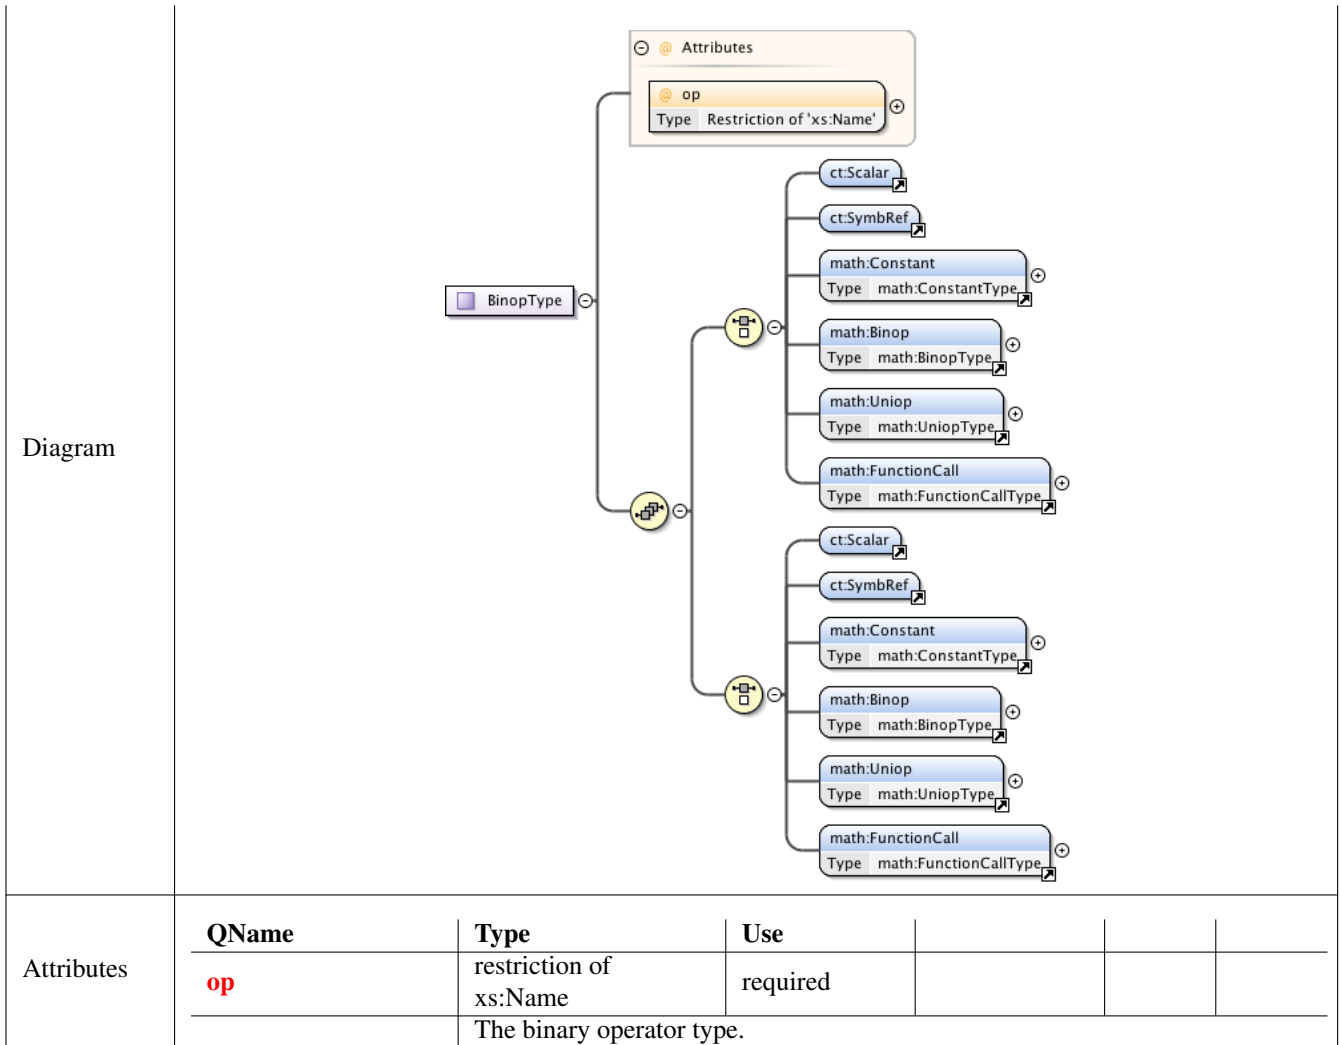 Diagram
@ Attributes
@ op
Type Restriction of 'xs:Name'
BinopType
ct:Scalar
ct:SymbRef
math:Constant
Type math:ConstantType
math:Binop
Type math:BinopType
math:Uniop
Type math:UniopType
math:FunctionCall
Type math:FunctionCallType
ct:Scalar
ct:SymbRef
math:Constant
Type math:ConstantType
math:Binop
Type math:BinopType
math:Uniop
Type math:UniopType
math:FunctionCall
Type math:FunctionCallType
Attributes
QName Type Use
op restriction of xs:Name required
The binary operator type.